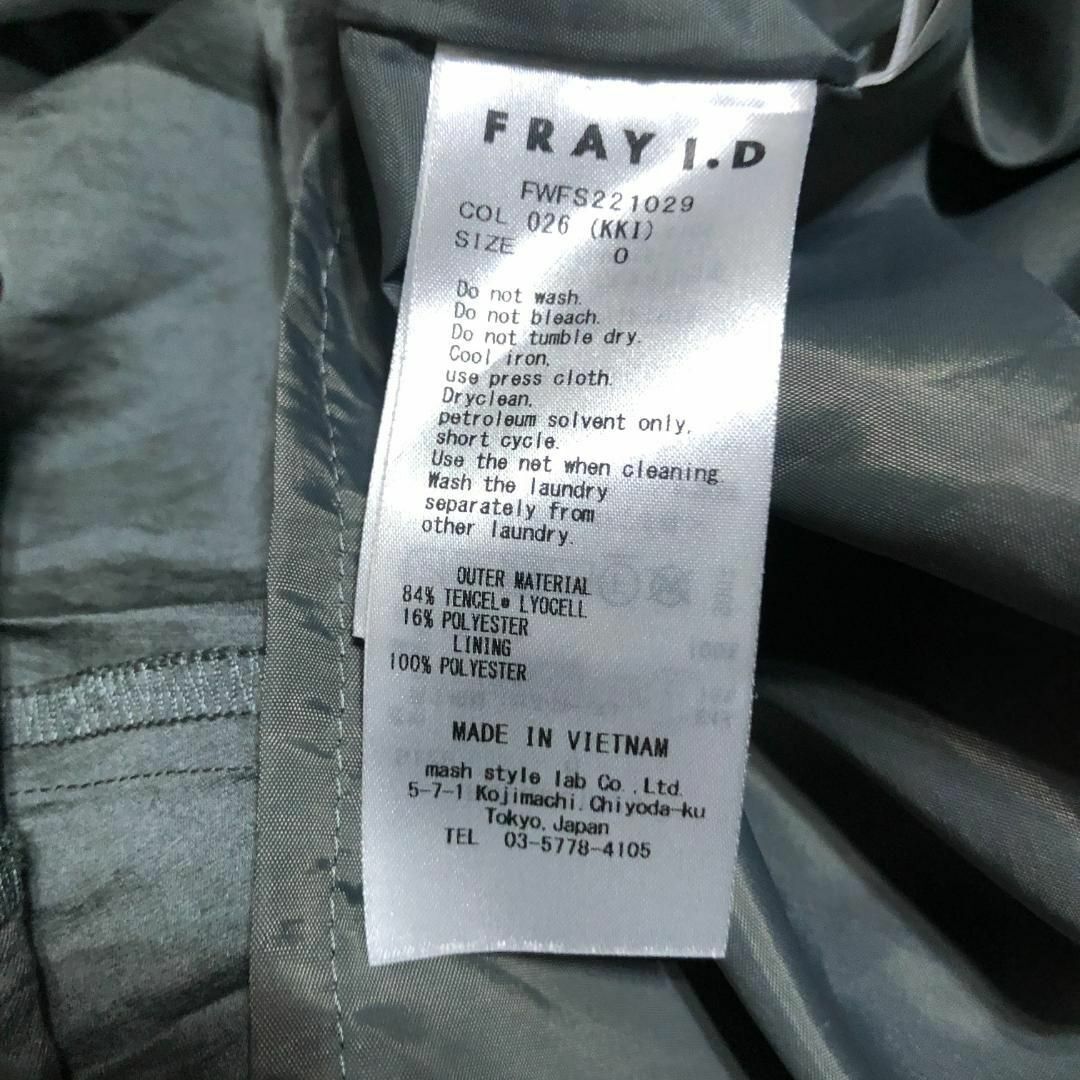 FRAY I.D
FWFS221029
COL 026 (KKI)
SIZE 0
Do not wash.
Do not bleach.
Do not tumble dry.
Cool iron,
use press cloth.
Dryclean,
petroleum solvent only,
short cycle.
Use the net when cleaning
Wash the laundry
separately from
other laundry.
OUTER MATERIAL
84% TENCEL® LYOCELL
16% POLYESTER
LINING
100% POLYESTER
MADE IN VIETNAM
mash style lab Co.,Ltd.
5-7-1 Kojimachi.Chiyoda-ku
Tokyo,Japan
TEL 03-5778-4105